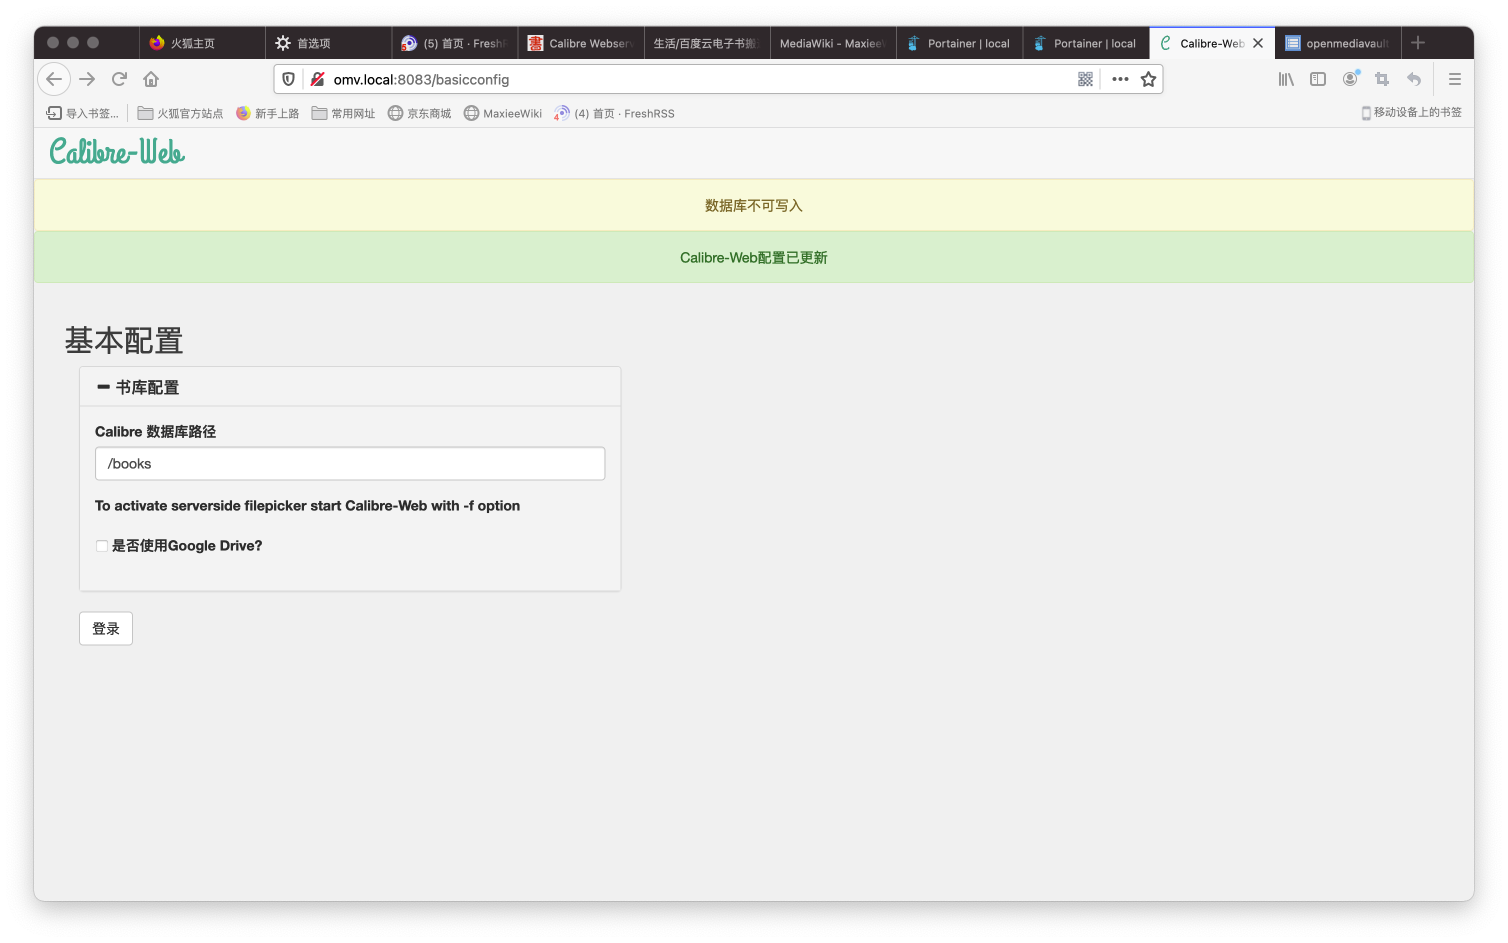 火狐主页
首选项
(5) 首页 · FreshR
Calibre Webserv
生活/百度云电子书搬
MediaWiki - MaxieeW
Portainer | local
Portainer | local
Calibre-Web
openmediavault
omv.local:8083/basicconfig
导入书签...
火狐官方站点
新手上路
常用网址
京东商城
MaxieeWiki
(4) 首页 · FreshRSS
移动设备上的书签
Calibre-Web
数据库不可写入
Calibre-Web配置已更新
基本配置
书库配置
Calibre 数据库路径
/books
To activate serverside filepicker start Calibre-Web with -f option
是否使用Google Drive?
登录